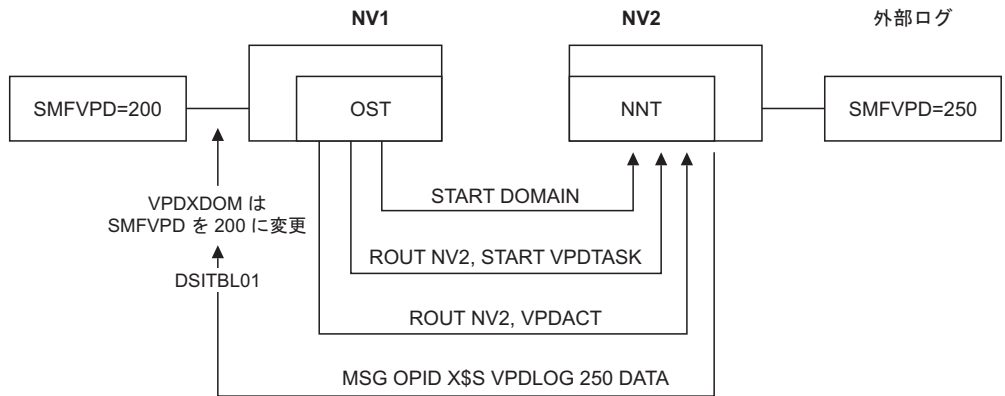 NV1
NV2
外部ログ
SMFVPD=200
OST
NNT
SMFVPD=250
START DOMAIN
VPDXDOM は
SMFVPD を 200 に変更
ROUT NV2, START VPDTASK
DSITBL01
ROUT NV2, VPDACT
MSG OPID X$S VPDLOG 250 DATA